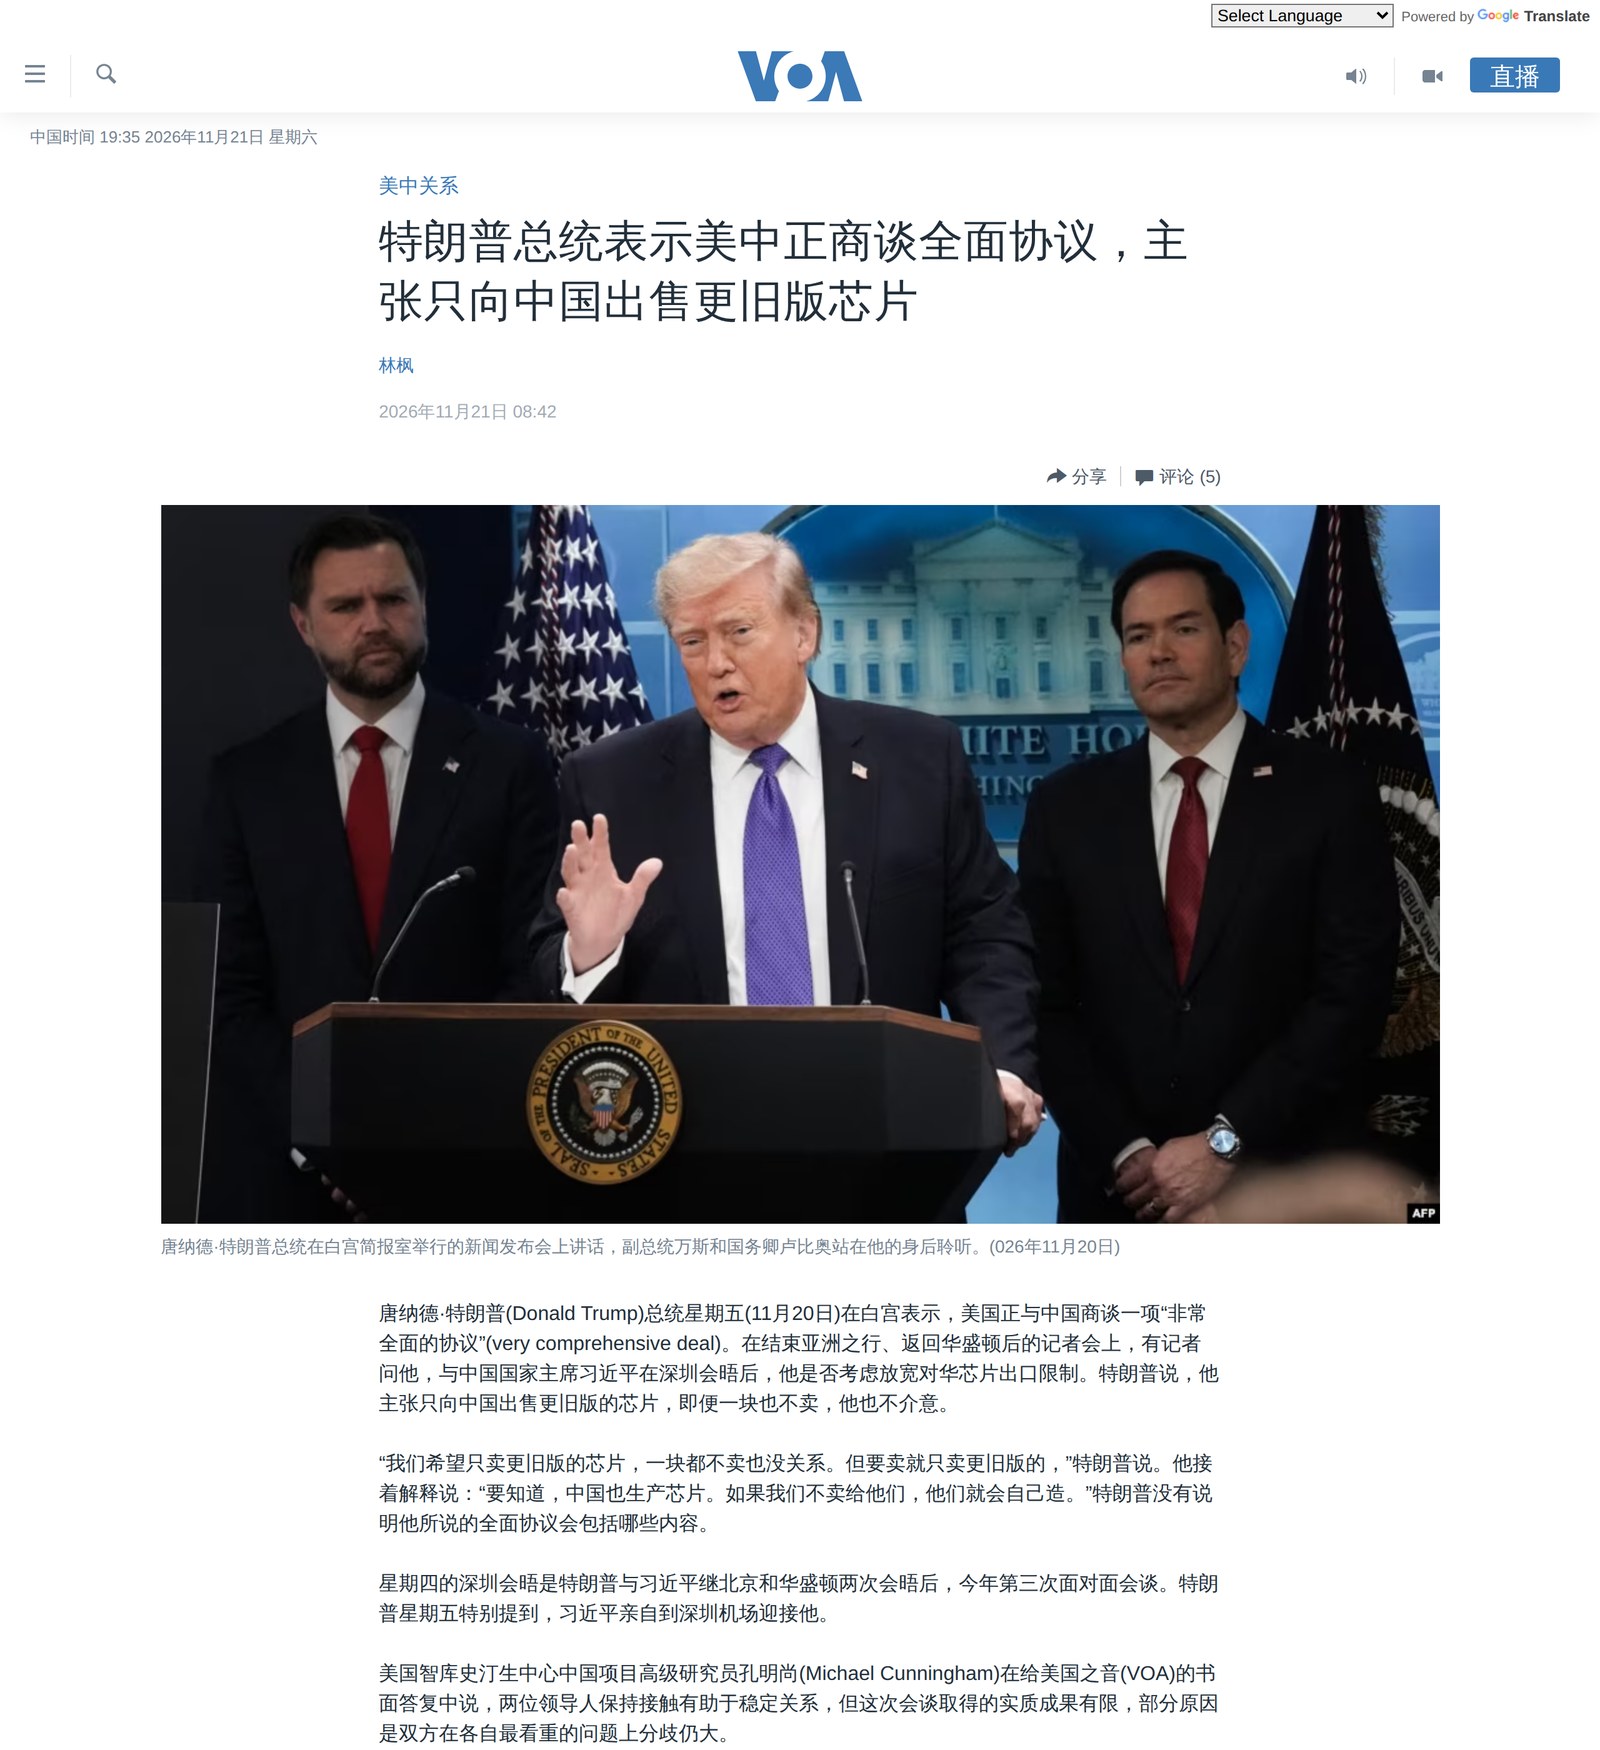 Select Language
Powered by Google Translate
VOA
直播
中国时间 19:35 2026年11月21日 星期六
美中关系
特朗普总统表示美中正商谈全面协议，主
张只向中国出售更旧版芯片
林枫
2026年11月21日 08:42
分享
评论 (5)
WHITE HO
HING
SEAL OF THE PRESIDENT OF THE UNITED STATES
AFP
唐纳德·特朗普总统在白宫简报室举行的新闻发布会上讲话，副总统万斯和国务卿卢比奥站在他的身后聆听。(026年11月20日)
唐纳德·特朗普(Donald Trump)总统星期五(11月20日)在白宫表示，美国正与中国商谈一项“非常
全面的协议”(very comprehensive deal)。在结束亚洲之行、返回华盛顿后的记者会上，有记者
问他，与中国国家主席习近平在深圳会晤后，他是否考虑放宽对华芯片出口限制。特朗普说，他
主张只向中国出售更旧版的芯片，即便一块也不卖，他也不介意。
“我们希望只卖更旧版的芯片，一块都不卖也没关系。但要卖就只卖更旧版的，”特朗普说。他接
着解释说：“要知道，中国也生产芯片。如果我们不卖给他们，他们就会自己造。”特朗普没有说
明他所说的全面协议会包括哪些内容。
星期四的深圳会晤是特朗普与习近平继北京和华盛顿两次会晤后，今年第三次面对面会谈。特朗
普星期五特别提到，习近平亲自到深圳机场迎接他。
美国智库史汀生中心中国项目高级研究员孔明尚(Michael Cunningham)在给美国之音(VOA)的书
面答复中说，两位领导人保持接触有助于稳定关系，但这次会谈取得的实质成果有限，部分原因
是双方在各自最看重的问题上分歧仍大。